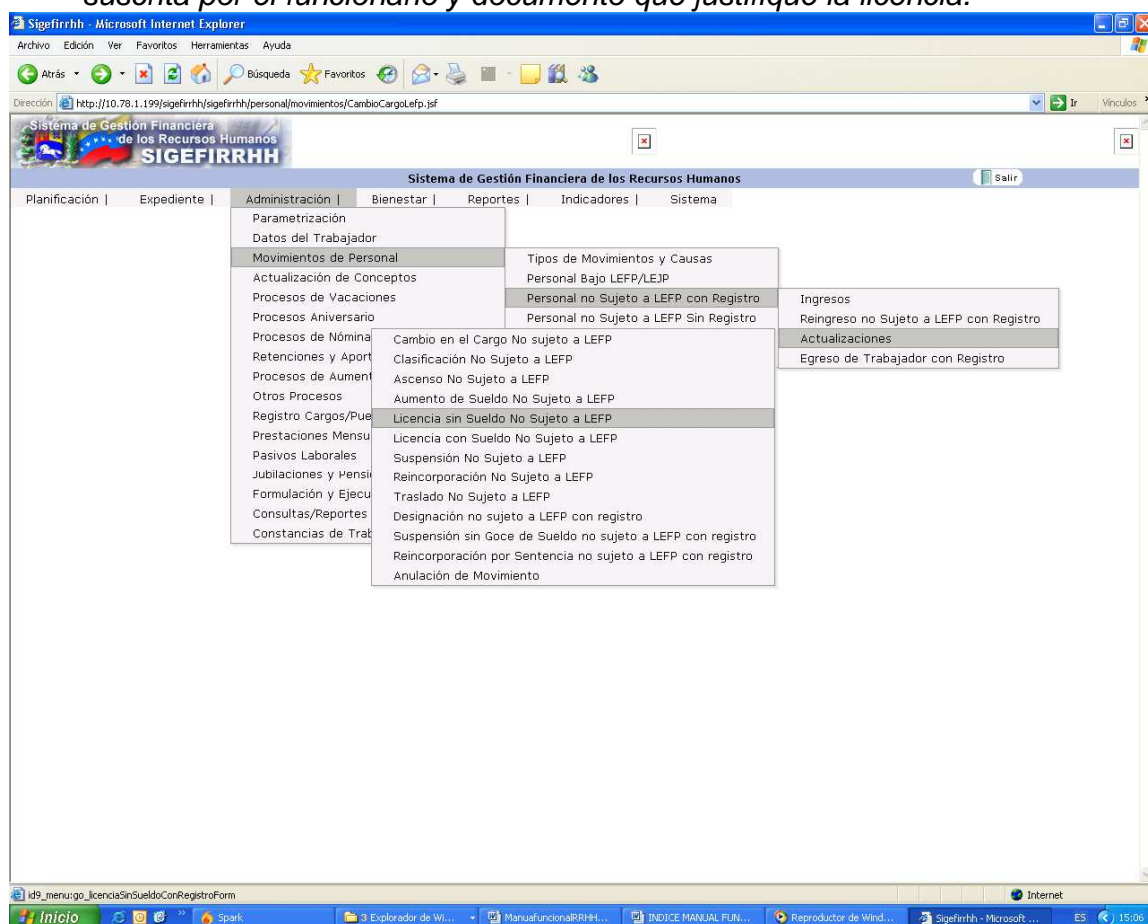 suscrita por el funcionario y documento que justifique la licencia.
Sigefirrhh - Microsoft Internet Explorer
Archivo Edición Ver Favoritos Herramientas Ayuda
Atrás Búsqueda Favoritos
Dirección http://10.78.1.199/sigefirrhh/sigefirrhh/personal/movimientos/CambioCargoLefp.jsf Ir Vínculos
Sistema de Gestión Financiera
de los Recursos Humanos
SIGEFIRRHH
Sistema de Gestión Financiera de los Recursos Humanos Salir
Planificación | Expediente | Administración | Bienestar | Reportes | Indicadores | Sistema
Parametrización
Datos del Trabajador
Movimientos de Personal
Actualización de Conceptos
Procesos de Vacaciones
Procesos Aniversario
Procesos de Nómina
Retenciones y Aport
Procesos de Aument
Otros Procesos
Registro Cargos/Pue
Prestaciones Mensu
Pasivos Laborales
Jubilaciones y Pensi
Formulación y Ejecu
Consultas/Reportes
Constancias de Trab
Tipos de Movimientos y Causas
Personal Bajo LEFP/LEJP
Personal no Sujeto a LEFP con Registro
Personal no Sujeto a LEFP Sin Registro
Ingresos
Reingreso no Sujeto a LEFP con Registro
Actualizaciones
Egreso de Trabajador con Registro
Cambio en el Cargo No sujeto a LEFP
Clasificación No Sujeto a LEFP
Ascenso No Sujeto a LEFP
Aumento de Sueldo No Sujeto a LEFP
Licencia sin Sueldo No Sujeto a LEFP
Licencia con Sueldo No Sujeto a LEFP
Suspensión No Sujeto a LEFP
Reincorporación No Sujeto a LEFP
Traslado No Sujeto a LEFP
Designación no sujeto a LEFP con registro
Suspensión sin Goce de Sueldo no sujeto a LEFP con registro
Reincorporación por Sentencia no sujeto a LEFP con registro
Anulación de Movimiento
id9_menu:go_licenciaSinSueldoConRegistroForm Internet
Inicio Spark 3 Explorador de Wi... ManuafuncionalRRHH... INDICE MANUAL FUN... Reproductor de Wind... Sigefirrhh - Microsoft ... ES 15:06